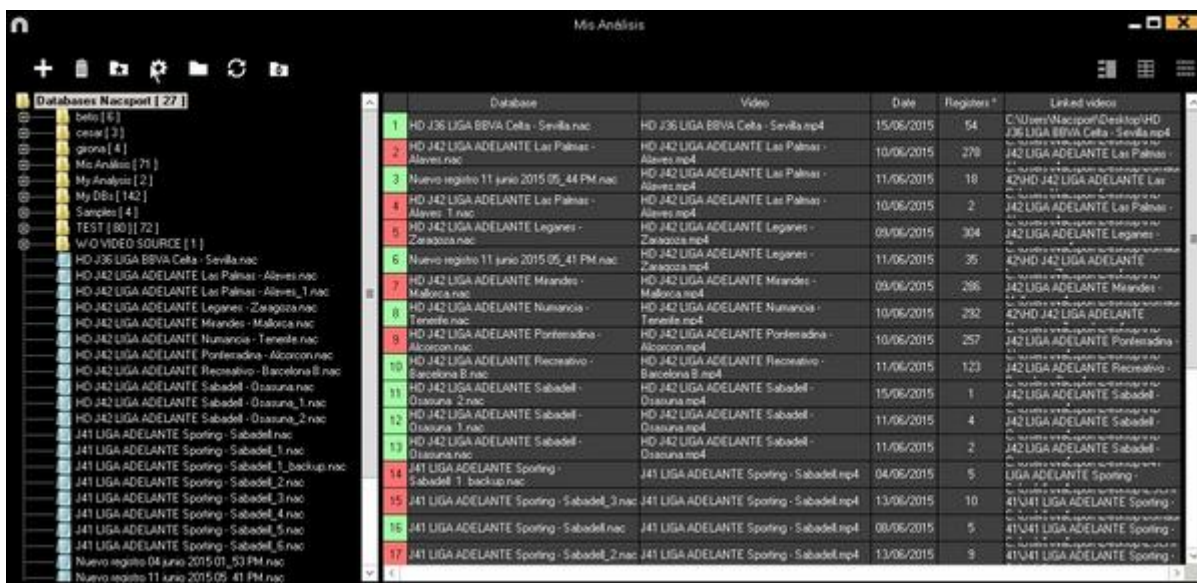 Mis Análisis
Databases Nacsport [ 27 ]
betis [ 6 ]
cesar [ 3 ]
girona [ 4 ]
Mis Análisis [ 71 ]
My Analysis [ 2 ]
My DBs [ 142 ]
Samples [ 4 ]
TEST [ 80 ][ 72 ]
W-O VIDEO SOURCE [ 1 ]
HD J36 LIGA BBVA Celta - Sevilla.nac
HD J42 LIGA ADELANTE Las Palmas - Alaves.nac
HD J42 LIGA ADELANTE Las Palmas - Alaves_1.nac
HD J42 LIGA ADELANTE Leganes - Zaragoza.nac
HD J42 LIGA ADELANTE Mirandes - Mallorca.nac
HD J42 LIGA ADELANTE Numancia - Tenerife.nac
HD J42 LIGA ADELANTE Ponferradina - Alcorcon.nac
HD J42 LIGA ADELANTE Recreativo - Barcelona B.nac
HD J42 LIGA ADELANTE Sabadell - Osasuna.nac
HD J42 LIGA ADELANTE Sabadell - Osasuna_1.nac
HD J42 LIGA ADELANTE Sabadell - Osasuna_2.nac
J41 LIGA ADELANTE Sporting - Sabadell.nac
J41 LIGA ADELANTE Sporting - Sabadell_1.nac
J41 LIGA ADELANTE Sporting - Sabadell_1_backup.nac
J41 LIGA ADELANTE Sporting - Sabadell_2.nac
J41 LIGA ADELANTE Sporting - Sabadell_3.nac
J41 LIGA ADELANTE Sporting - Sabadell_4.nac
J41 LIGA ADELANTE Sporting - Sabadell_5.nac
J41 LIGA ADELANTE Sporting - Sabadell_6.nac
Nuevo registro 04 junio 2015 01_53 PM.nac
Nuevo registro 11 junio 2015 05_41 PM.nac
Database Video Date Registers * Linked videos
1 HD J36 LIGA BBVA Celta - Sevilla.nac HD J36 LIGA BBVA Celta - Sevilla.mp4 15/06/2015 54 C:\Users\Nacsport\Desktop\HD
J36 LIGA BBVA Celta - Sevilla.mp4
2 HD J42 LIGA ADELANTE Las Palmas - HD J42 LIGA ADELANTE Las Palmas - 10/06/2015 278 J42 LIGA ADELANTE Las Palmas -
Alaves.nac Alaves.mp4
3 Nuevo registro 11 junio 2015 05_44 PM.nac HD J42 LIGA ADELANTE Las Palmas - 11/06/2015 18 42\HD J42 LIGA ADELANTE Las
Alaves.mp4
4 HD J42 LIGA ADELANTE Las Palmas - HD J42 LIGA ADELANTE Las Palmas - 10/06/2015 2 J42 LIGA ADELANTE Las Palmas -
Alaves_1.nac Alaves.mp4
5 HD J42 LIGA ADELANTE Leganes - HD J42 LIGA ADELANTE Leganes - 09/06/2015 304 J42 LIGA ADELANTE Leganes -
Zaragoza.nac Zaragoza.mp4
6 Nuevo registro 11 junio 2015 05_41 PM.nac HD J42 LIGA ADELANTE Leganes - 11/06/2015 35 42\HD J42 LIGA ADELANTE
Zaragoza.mp4
7 HD J42 LIGA ADELANTE Mirandes - HD J42 LIGA ADELANTE Mirandes - 09/06/2015 286 J42 LIGA ADELANTE Mirandes -
Mallorca.nac Mallorca.mp4
8 HD J42 LIGA ADELANTE Numancia - HD J42 LIGA ADELANTE Numancia - 10/06/2015 292 42\HD J42 LIGA ADELANTE
Tenerife.nac Tenerife.mp4
9 HD J42 LIGA ADELANTE Ponferradina - HD J42 LIGA ADELANTE Ponferradina - 10/06/2015 257 J42 LIGA ADELANTE Ponferradina -
Alcorcon.nac Alcorcon.mp4
10 HD J42 LIGA ADELANTE Recreativo - HD J42 LIGA ADELANTE Recreativo - 11/06/2015 123 J42 LIGA ADELANTE Recreativo -
Barcelona B.nac Barcelona B.mp4
11 HD J42 LIGA ADELANTE Sabadell - HD J42 LIGA ADELANTE Sabadell - 15/06/2015 1 J42 LIGA ADELANTE Sabadell -
Osasuna_2.nac Osasuna.mp4
12 HD J42 LIGA ADELANTE Sabadell - HD J42 LIGA ADELANTE Sabadell - 11/06/2015 4 J42 LIGA ADELANTE Sabadell -
Osasuna_1.nac Osasuna.mp4
13 HD J42 LIGA ADELANTE Sabadell - HD J42 LIGA ADELANTE Sabadell - 11/06/2015 2 J42 LIGA ADELANTE Sabadell -
Osasuna.nac Osasuna.mp4
14 J41 LIGA ADELANTE Sporting - J41 LIGA ADELANTE Sporting - Sabadell.mp4 04/06/2015 5 LIGA ADELANTE Sporting -
Sabadell_1_backup.nac
15 J41 LIGA ADELANTE Sporting - Sabadell_3.nac J41 LIGA ADELANTE Sporting - Sabadell.mp4 13/06/2015 10 41\J41 LIGA ADELANTE Sporting -
16 J41 LIGA ADELANTE Sporting - Sabadell.nac J41 LIGA ADELANTE Sporting - Sabadell.mp4 08/06/2015 5 41\J41 LIGA ADELANTE Sporting -
17 J41 LIGA ADELANTE Sporting - Sabadell_2.nac J41 LIGA ADELANTE Sporting - Sabadell.mp4 13/06/2015 9 41\J41 LIGA ADELANTE Sporting -